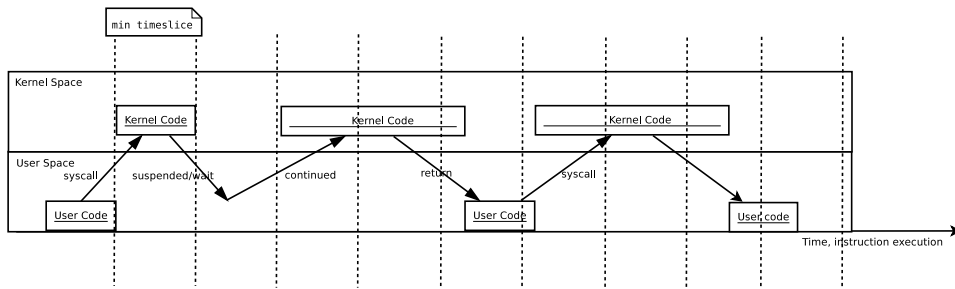 min timeslice
Kernel Space
Kernel Code
Kernel Code
Kernel Code
User Space
syscall
suspended/wait
continued
return
syscall
User Code
User Code
User code
Time, instruction execution